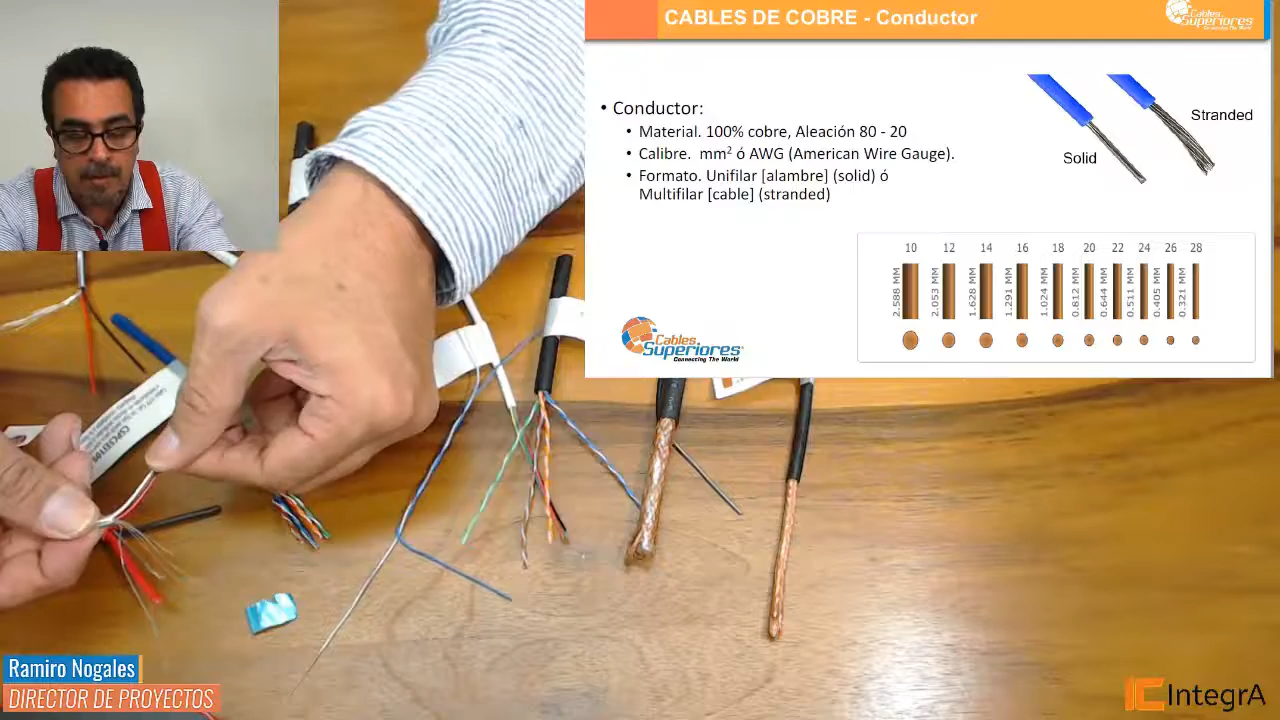 CABLES DE COBRE - Conductor
Cables
Superiores
Connecting The World
• Conductor:
• Material. 100% cobre, Aleación 80 - 20
• Calibre. mm² ó AWG (American Wire Gauge).
• Formato. Unifilar [alambre] (solid) ó
Multifilar [cable] (stranded)
Solid
Stranded
10 12 14 16 18 20 22 24 26 28
2.588 MM 2.053 MM 1.628 MM 1.291 MM 1.024 MM 0.812 MM 0.644 MM 0.511 MM 0.405 MM 0.321 MM
Cables
Superiores
Connecting The World
Ramiro Nogales
DIRECTOR DE PROYECTOS
IC IntegrA